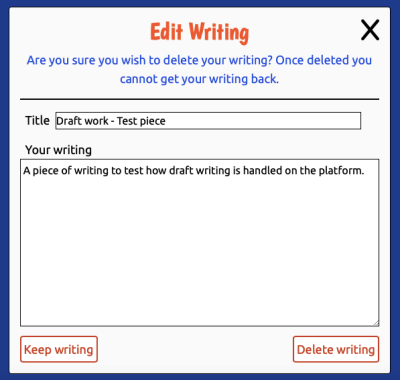 Edit Writing
Are you sure you wish to delete your writing? Once deleted you
cannot get your writing back.
Title Draft work - Test piece
Your writing
A piece of writing to test how draft writing is handled on the platform.
Keep writing Delete writing